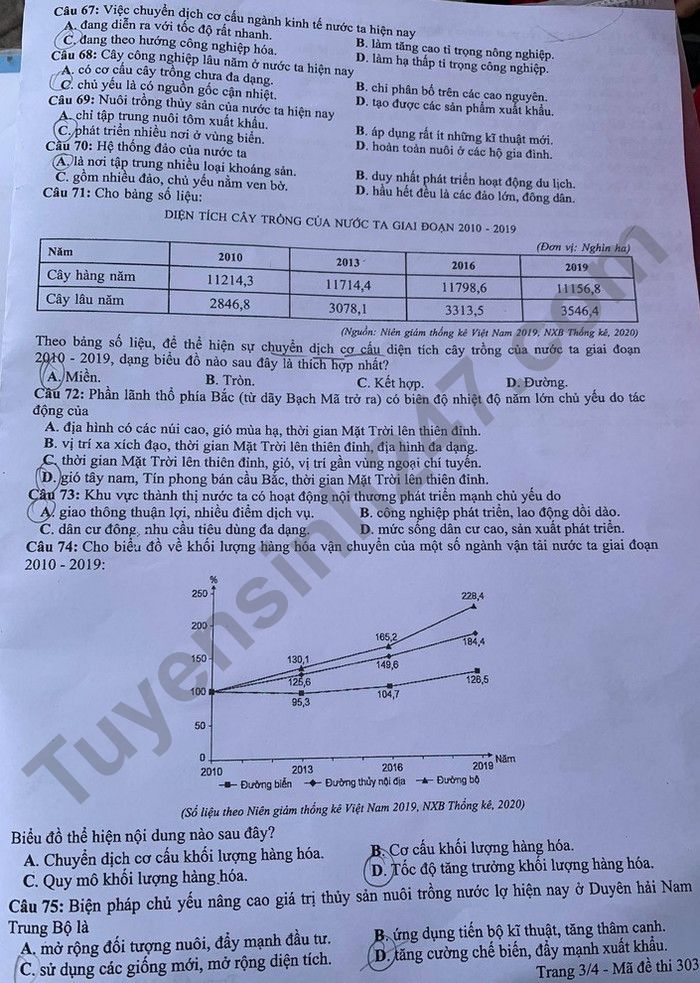 Câu 67: Việc chuyển dịch cơ cấu ngành kinh tế nước ta hiện nay
A. đang diễn ra với tốc độ rất nhanh.
B. làm tăng cao tỉ trọng nông nghiệp.
C. đang theo hướng công nghiệp hóa.
D. làm hạ thấp tỉ trọng công nghiệp.
Câu 68: Cây công nghiệp lâu năm ở nước ta hiện nay
A. có cơ cấu cây trồng chưa đa dạng.
B. chỉ phân bố trên các cao nguyên.
C. chủ yếu là có nguồn gốc cận nhiệt.
D. tạo được các sản phẩm xuất khẩu.
Câu 69: Nuôi trồng thủy sản của nước ta hiện nay
A. chỉ tập trung nuôi tôm xuất khẩu.
B. áp dụng rất ít những kĩ thuật mới.
C. phát triển nhiều nơi ở vùng biển.
D. hoàn toàn nuôi ở các hộ gia đình.
Câu 70: Hệ thống đảo của nước ta
A. là nơi tập trung nhiều loại khoáng sản.
B. duy nhất phát triển hoạt động du lịch.
C. gồm nhiều đảo, chủ yếu nằm ven bờ.
D. hầu hết đều là các đảo lớn, đông dân.
Câu 71: Cho bảng số liệu:
DIỆN TÍCH CÂY TRỒNG CỦA NƯỚC TA GIAI ĐOẠN 2010 - 2019
(Đơn vị: Nghìn ha)
Năm 2010 2013 2016 2019
Cây hàng năm 11214,3 11714,4 11798,6 11156,8
Cây lâu năm 2846,8 3078,1 3313,5 3546,4
(Nguồn: Niên giám thống kê Việt Nam 2019, NXB Thống kê, 2020)
Theo bảng số liệu, để thể hiện sự chuyển dịch cơ cấu diện tích cây trồng của nước ta giai đoạn
2010 - 2019, dạng biểu đồ nào sau đây là thích hợp nhất?
A. Miền. B. Tròn. C. Kết hợp. D. Đường.
Câu 72: Phần lãnh thổ phía Bắc (từ dãy Bạch Mã trở ra) có biên độ nhiệt độ năm lớn chủ yếu do tác
động của
A. địa hình có các núi cao, gió mùa hạ, thời gian Mặt Trời lên thiên đỉnh.
B. vị trí xa xích đạo, thời gian Mặt Trời lên thiên đỉnh, địa hình đa dạng.
C. thời gian Mặt Trời lên thiên đỉnh, gió, vị trí gần vùng ngoại chí tuyến.
D. gió tây nam, Tín phong bán cầu Bắc, thời gian Mặt Trời lên thiên đỉnh.
Câu 73: Khu vực thành thị nước ta có hoạt động nội thương phát triển mạnh chủ yếu do
A. giao thông thuận lợi, nhiều điểm dịch vụ. B. công nghiệp phát triển, lao động dồi dào.
C. dân cư đông, nhu cầu tiêu dùng đa dạng. D. mức sống dân cư cao, sản xuất phát triển.
Câu 74: Cho biểu đồ về khối lượng hàng hóa vận chuyển của một số ngành vận tải nước ta giai đoạn
2010 - 2019:
%
250
228,4
200
165,2
184,4
150
130,1
149,6
125,6
126,5
100
95,3
104,7
50
0
2010 2013 2016 2019 Năm
Đường biển Đường thủy nội địa Đường bộ
(Số liệu theo Niên giám thống kê Việt Nam 2019, NXB Thống kê, 2020)
Biểu đồ thể hiện nội dung nào sau đây?
A. Chuyển dịch cơ cấu khối lượng hàng hóa. B. Cơ cấu khối lượng hàng hóa.
C. Quy mô khối lượng hàng hóa. D. Tốc độ tăng trưởng khối lượng hàng hóa.
Câu 75: Biện pháp chủ yếu nâng cao giá trị thủy sản nuôi trồng nước lợ hiện nay ở Duyên hải Nam
Trung Bộ là
A. mở rộng đối tượng nuôi, đẩy mạnh đầu tư. B. ứng dụng tiến bộ kĩ thuật, tăng thâm canh.
C. sử dụng các giống mới, mở rộng diện tích. D. tăng cường chế biến, đẩy mạnh xuất khẩu.
Trang 3/4 - Mã đề thi 303
Tuyensinh247.com